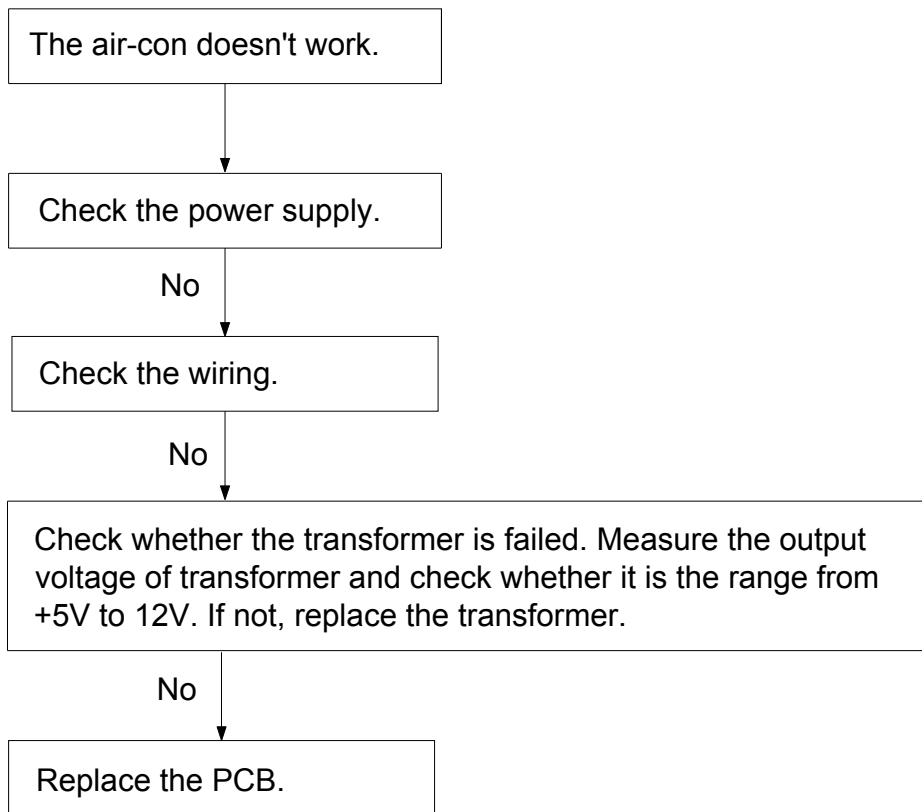 The air-con doesn't work.
Check the power supply.
No
Check the wiring.
No
Check whether the transformer is failed. Measure the output
voltage of transformer and check whether it is the range from
+5V to 12V. If not, replace the transformer.
No
Replace the PCB.